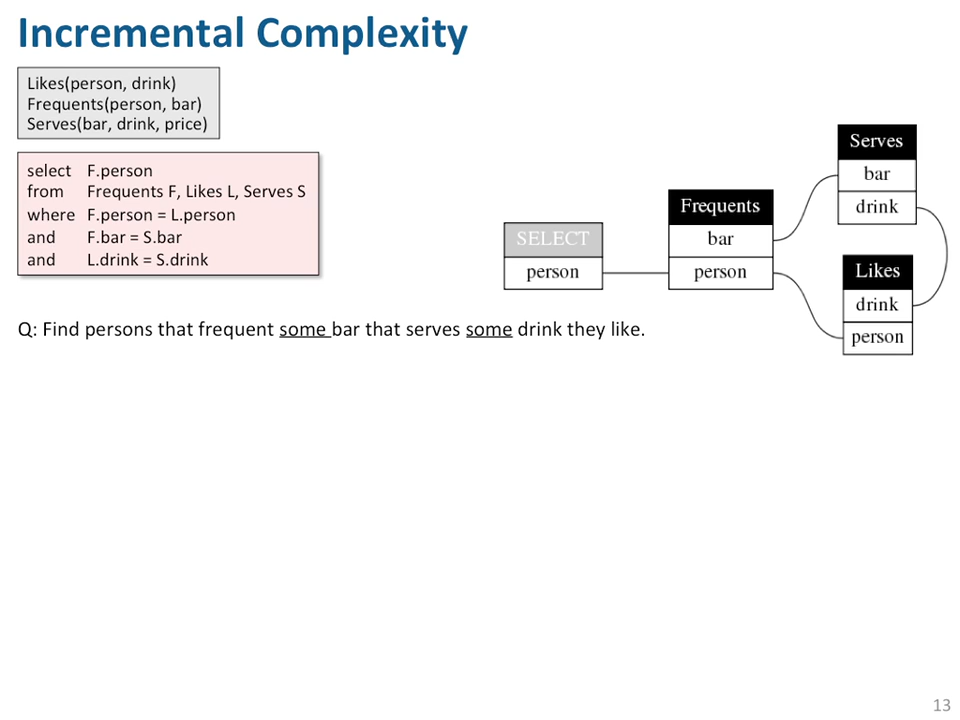 Incremental Complexity
Likes(person, drink)
Frequents(person, bar)
Serves(bar, drink, price)
select F.person
from Frequents F, Likes L, Serves S
where F.person = L.person
and F.bar = S.bar
and L.drink = S.drink
Q: Find persons that frequent some bar that serves some drink they like.
SELECT
person
Frequents
bar
person
Serves
bar
drink
Likes
drink
person
13